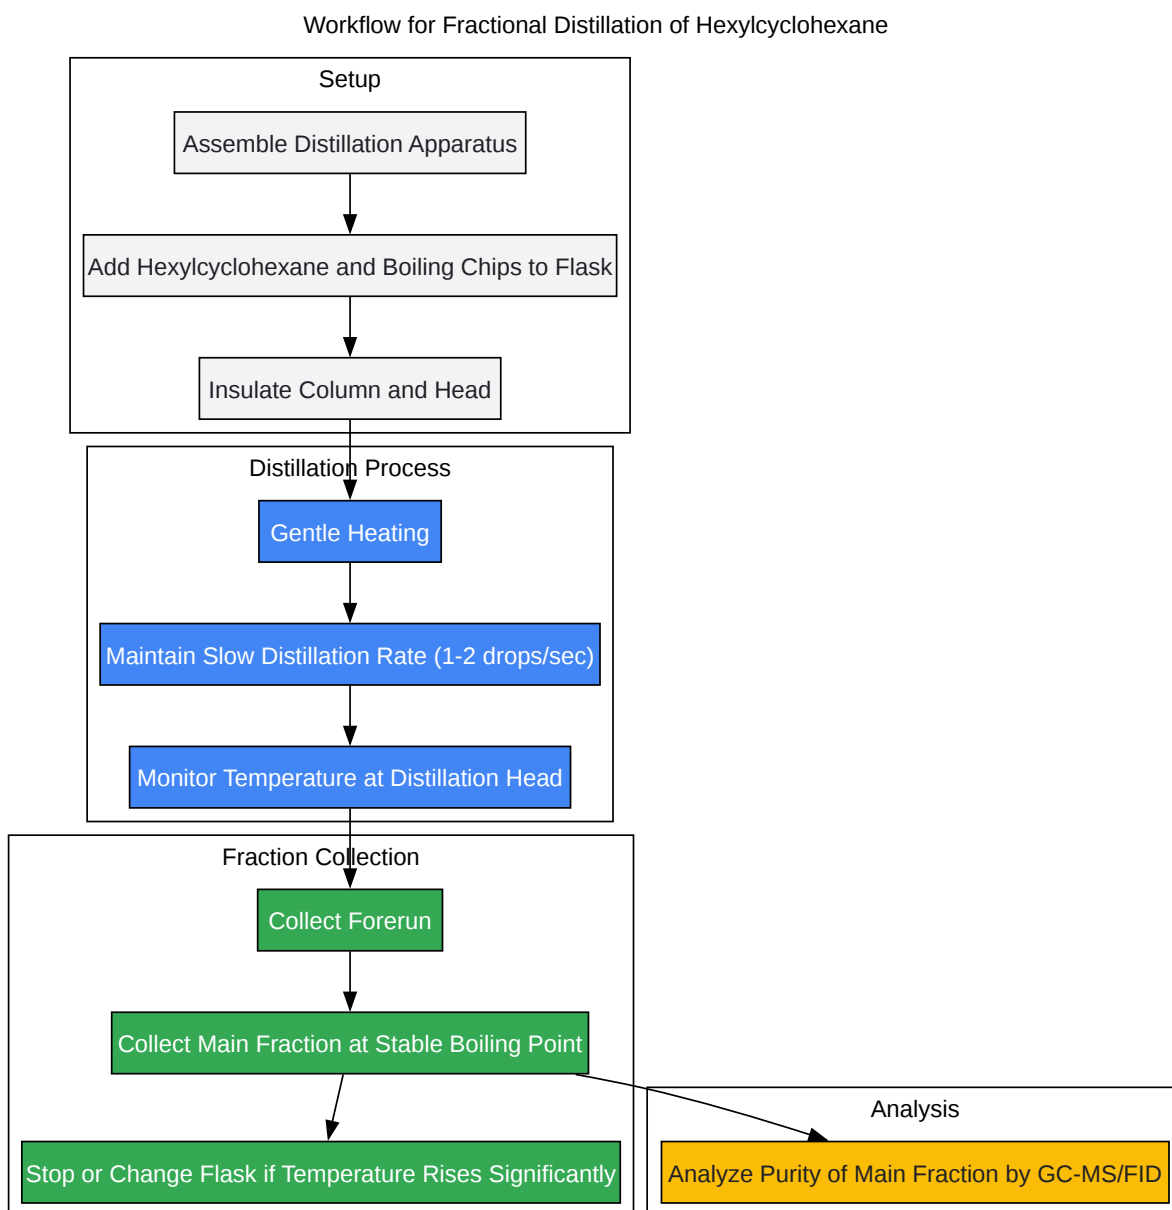 Workflow for Fractional Distillation of Hexylcyclohexane
Setup
Assemble Distillation Apparatus
Add Hexylcyclohexane and Boiling Chips to Flask
Insulate Column and Head
Distillation Process
Gentle Heating
Maintain Slow Distillation Rate (1-2 drops/sec)
Monitor Temperature at Distillation Head
Fraction Collection
Collect Forerun
Collect Main Fraction at Stable Boiling Point
Stop or Change Flask if Temperature Rises Significantly
Analysis
Analyze Purity of Main Fraction by GC-MS/FID